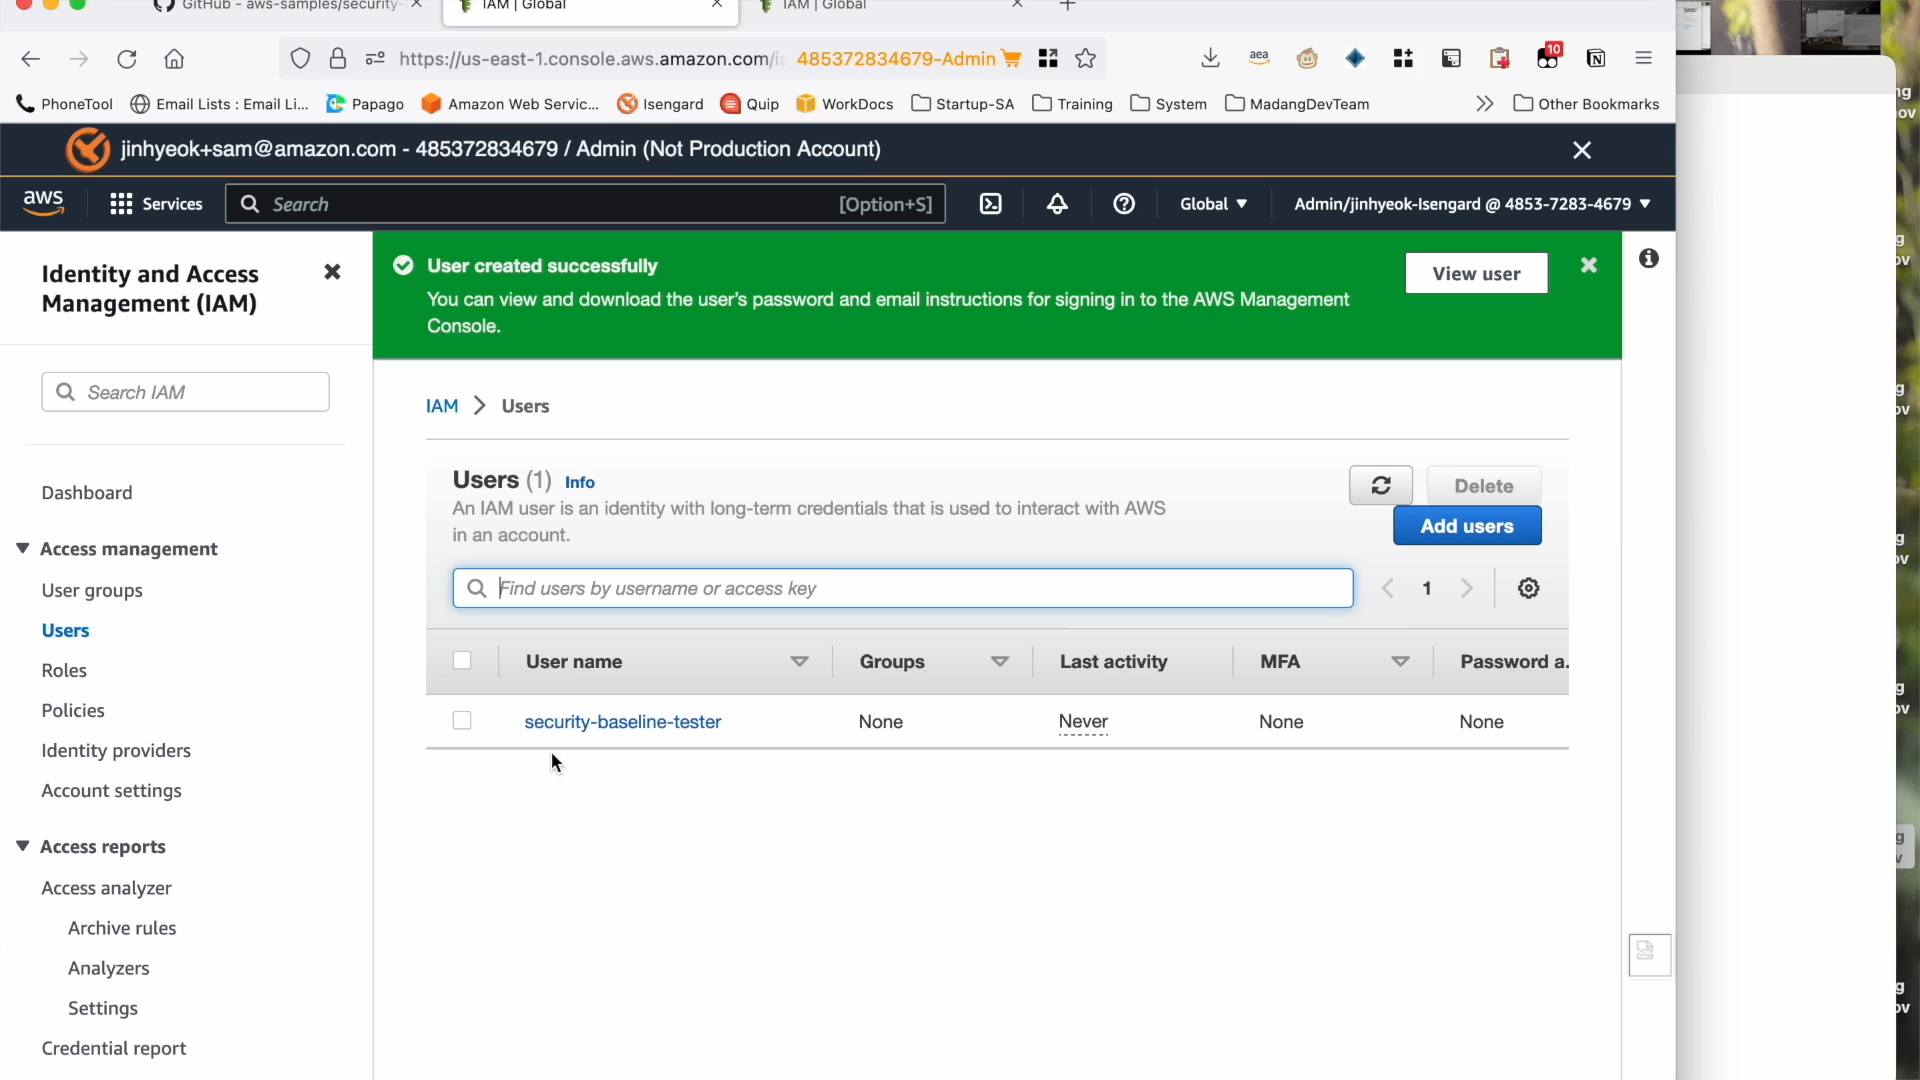 GitHub - aws-samples/security-
IAM | Global
IAM | Global
https://us-east-1.console.aws.amazon.com/ia
485372834679-Admin
aea
10
PhoneTool
Email Lists : Email Li...
Papago
Amazon Web Servic...
Isengard
Quip
WorkDocs
Startup-SA
Training
System
MadangDevTeam
Other Bookmarks
jinhyeok+sam@amazon.com - 485372834679 / Admin (Not Production Account)
aws
Services
Search
[Option+S]
Global
Admin/jinhyeok-Isengard @ 4853-7283-4679
Identity and Access
Management (IAM)
Search IAM
Dashboard
Access management
User groups
Users
Roles
Policies
Identity providers
Account settings
Access reports
Access analyzer
Archive rules
Analyzers
Settings
Credential report
User created successfully
You can view and download the user's password and email instructions for signing in to the AWS Management
Console.
View user
IAM > Users
Users (1) Info
An IAM user is an identity with long-term credentials that is used to interact with AWS
in an account.
Delete
Add users
Find users by username or access key
1
User name
Groups
Last activity
MFA
Password a.
security-baseline-tester
None
Never
None
None